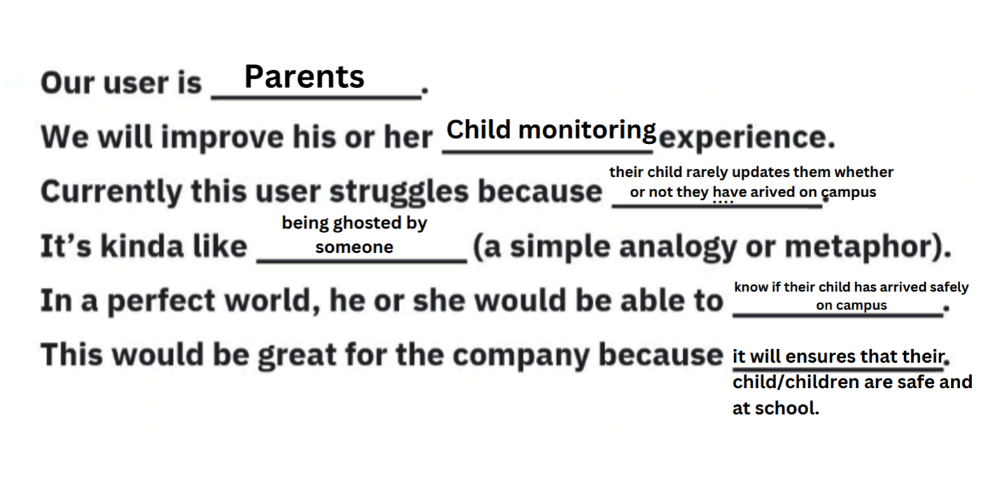 Our user is Parents.
We will improve his or her Child monitoring experience.
Currently this user struggles because their child rarely updates them whether
or not they have arived on campus.
It's kinda like being ghosted by
someone (a simple analogy or metaphor).
In a perfect world, he or she would be able to know if their child has arrived safely
on campus.
This would be great for the company because it will ensures that their.
child/children are safe and
at school.